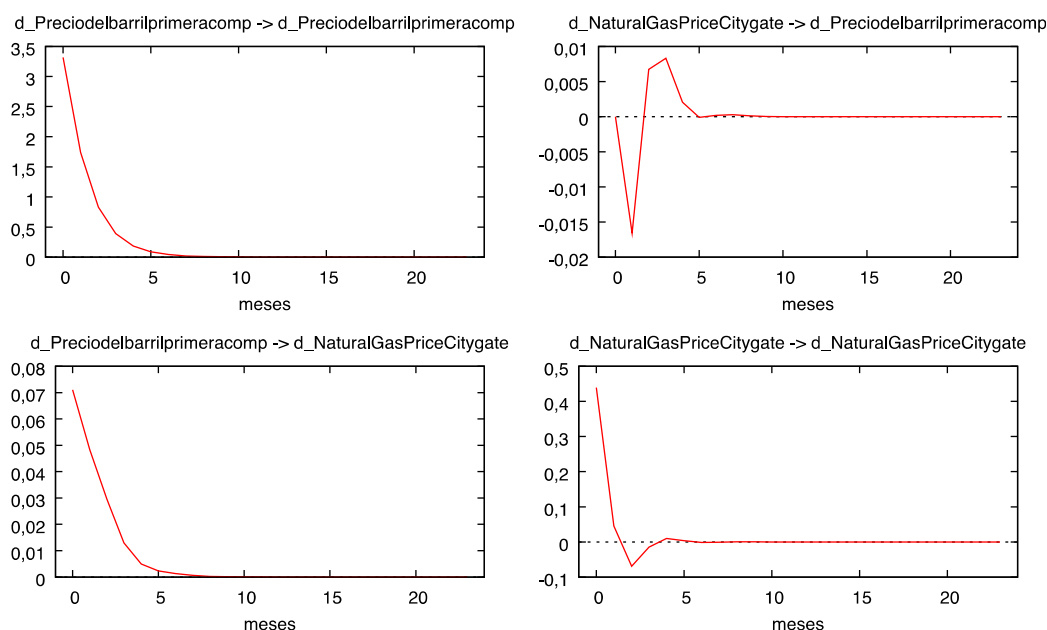 d_Preciodelbarrilprimeracomp -> d_Preciodelbarrilprimeracomp
3,5
3
2,5
2
1,5
1
0,5
0
0 5 10 15 20
meses
d_NaturalGasPriceCitygate -> d_Preciodelbarrilprimeracomp
0,01
0,005
0
-0,005
-0,01
-0,015
-0,02
0 5 10 15 20
meses
d_Preciodelbarrilprimeracomp -> d_NaturalGasPriceCitygate
0,08
0,07
0,06
0,05
0,04
0,03
0,02
0,01
0
0 5 10 15 20
meses
d_NaturalGasPriceCitygate -> d_NaturalGasPriceCitygate
0,5
0,4
0,3
0,2
0,1
0
-0,1
0 5 10 15 20
meses